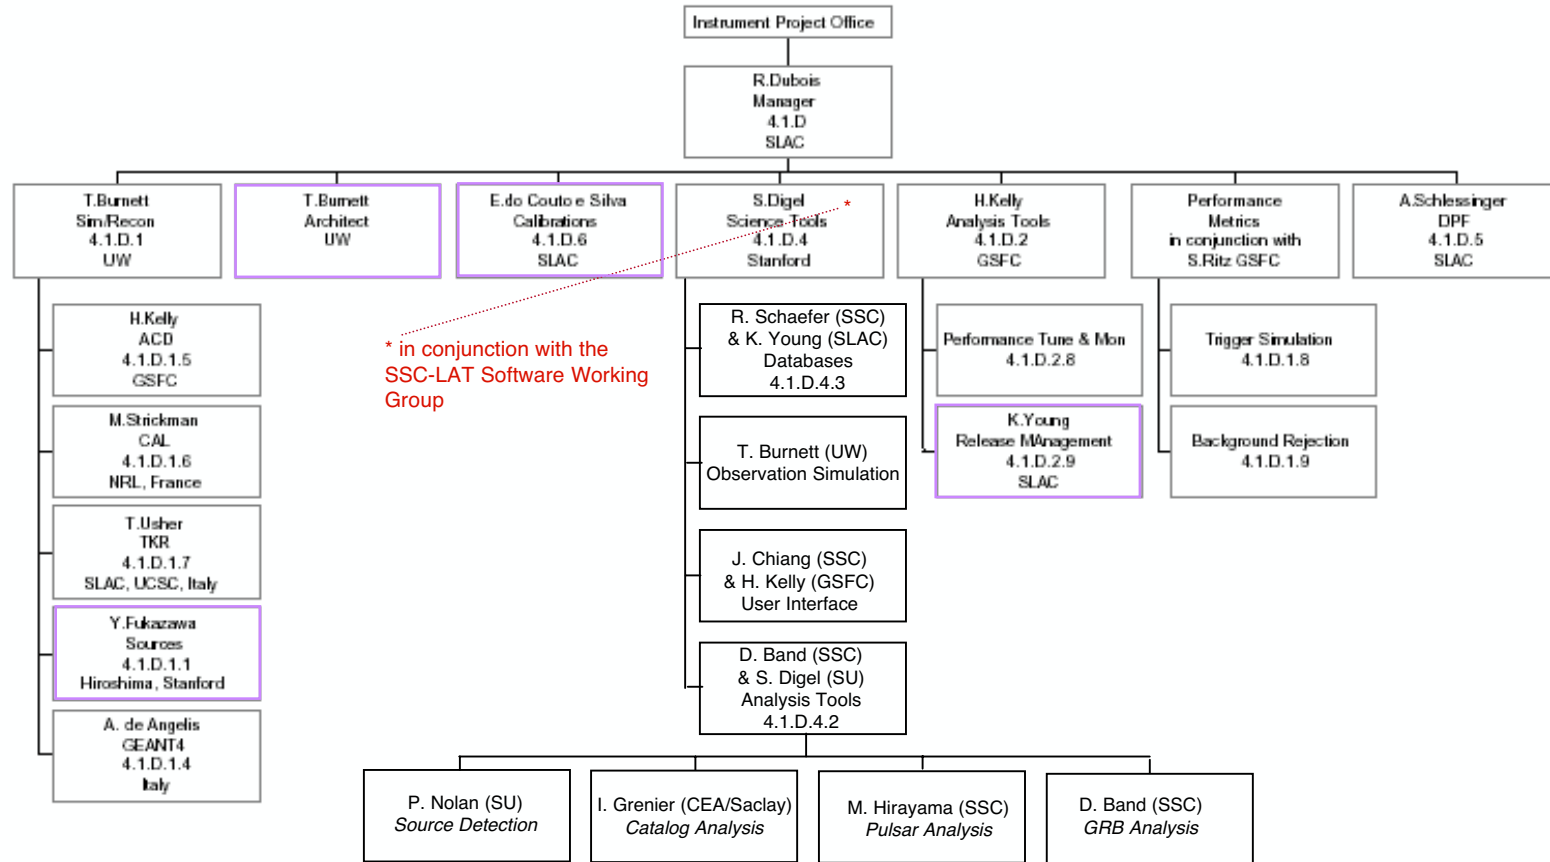 Instrument Project Office
R.Dubois
Manager
4.1.D
SLAC
T.Burnett
Sim/Recon
4.1.D.1
UW
T.Burnett
Architect
UW
E.do Couto e Silva
Calibrations
4.1.D.6
SLAC
S.Digel
Science Tools
4.1.D.4
Stanford
*
H.Kelly
Analysis Tools
4.1.D.2
GSFC
Performance
Metrics
in conjunction with
S.Ritz GSFC
A.Schlessinger
DPF
4.1.D.5
SLAC
H.Kelly
ACD
4.1.D.1.5
GSFC
M.Strickman
CAL
4.1.D.1.6
NRL, France
T.Usher
TKR
4.1.D.1.7
SLAC, UCSC, Italy
Y.Fukazawa
Sources
4.1.D.1.1
Hiroshima, Stanford
A. de Angelis
GEANT4
4.1.D.1.4
Italy
* in conjunction with the
SSC-LAT Software Working
Group
R. Schaefer (SSC)
& K. Young (SLAC)
Databases
4.1.D.4.3
T. Burnett (UW)
Observation Simulation
J. Chiang (SSC)
& H. Kelly (GSFC)
User Interface
D. Band (SSC)
& S. Digel (SU)
Analysis Tools
4.1.D.4.2
Performance Tune & Mon
4.1.D.2.8
K.Young
Release MAnagement
4.1.D.2.9
SLAC
Trigger Simulation
4.1.D.1.8
Background Rejection
4.1.D.1.9
P. Nolan (SU)
Source Detection
I. Grenier (CEA/Saclay)
Catalog Analysis
M. Hirayama (SSC)
Pulsar Analysis
D. Band (SSC)
GRB Analysis